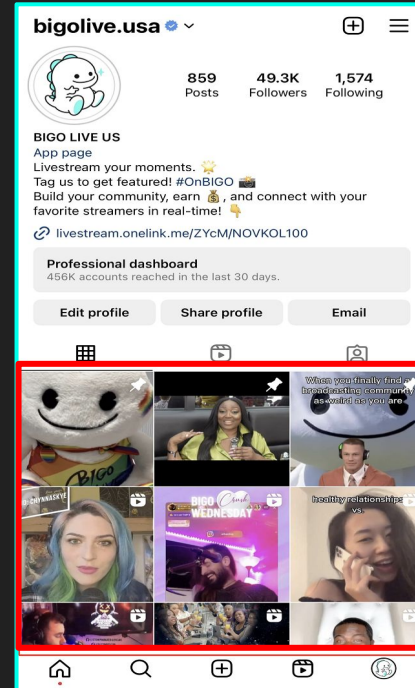 bigolive.usa
859
49.3K
1,574
Posts
Followers
Following
BIGO LIVE US
App page
Livestream your moments. 🌟
Tag us to get featured! #OnBIGO 📸
Build your community, earn 💰, and connect with your
favorite streamers in real-time! 👇
livestream.onelink.me/ZYcM/NOVKOL100
Professional dashboard
456K accounts reached in the last 30 days.
Edit profile
Share profile
Email
BIGO
When you finally find a
broadcasting community
as weird as you are
CHYNNASKYE
BIGO Crush
WEDNESDAY
healthy relationships
vs.